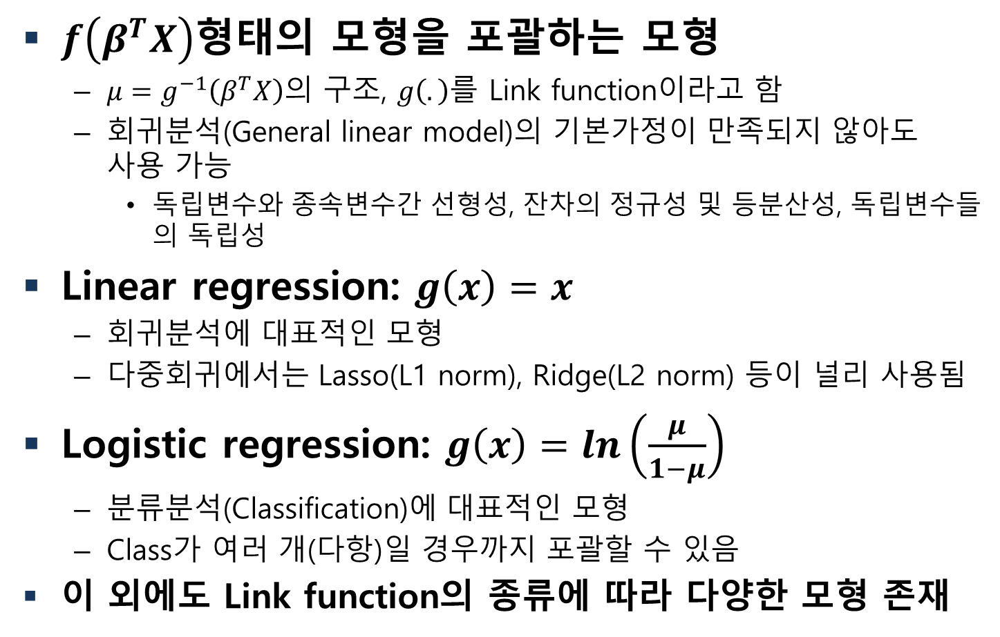 ▪ f(βᵀX)형태의 모형을 포괄하는 모형
– μ = g⁻¹(βᵀX)의 구조, g(.)를 Link function이라고 함
– 회귀분석(General linear model)의 기본가정이 만족되지 않아도
사용 가능
• 독립변수와 종속변수간 선형성, 잔차의 정규성 및 등분산성, 독립변수들
의 독립성
▪ Linear regression: g(x) = x
– 회귀분석에 대표적인 모형
– 다중회귀에서는 Lasso(L1 norm), Ridge(L2 norm) 등이 널리 사용됨
▪ Logistic regression: g(x) = ln(μ/(1−μ))
– 분류분석(Classification)에 대표적인 모형
– Class가 여러 개(다항)일 경우까지 포괄할 수 있음
▪ 이 외에도 Link function의 종류에 따라 다양한 모형 존재